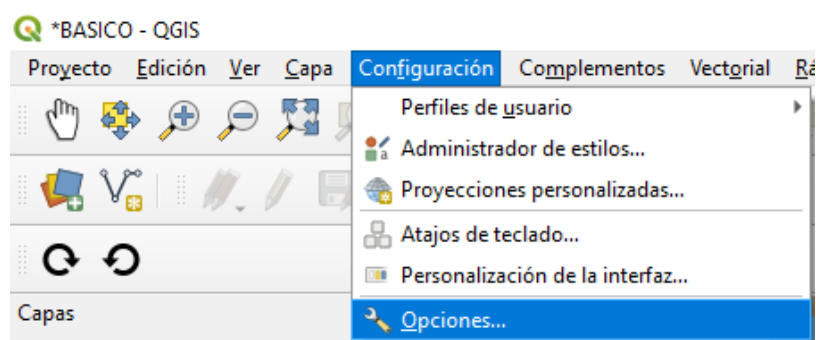 *BASICO - QGIS
Proyecto Edición Ver Capa Configuración Complementos Vectorial Rá
Perfiles de usuario
Administrador de estilos...
Proyecciones personalizadas...
Atajos de teclado...
Personalización de la interfaz...
Opciones...
Capas